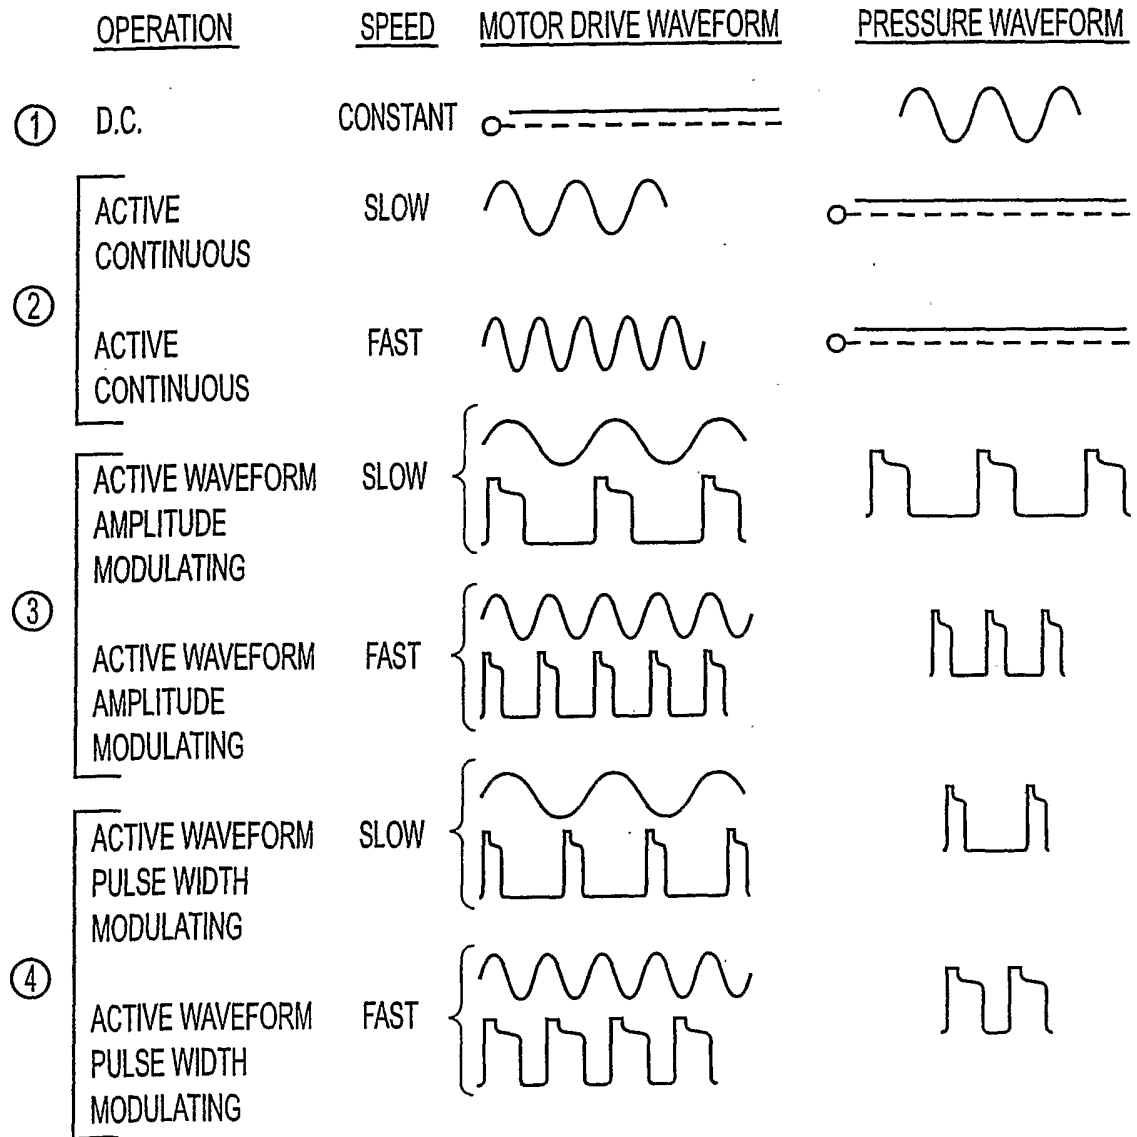 OPERATION SPEED MOTOR DRIVE WAVEFORM PRESSURE WAVEFORM
1 D.C. CONSTANT
ACTIVE SLOW
CONTINUOUS
2
ACTIVE FAST
CONTINUOUS
ACTIVE WAVEFORM SLOW
AMPLITUDE
MODULATING
3
ACTIVE WAVEFORM FAST
AMPLITUDE
MODULATING
ACTIVE WAVEFORM SLOW
PULSE WIDTH
MODULATING
4
ACTIVE WAVEFORM FAST
PULSE WIDTH
MODULATING